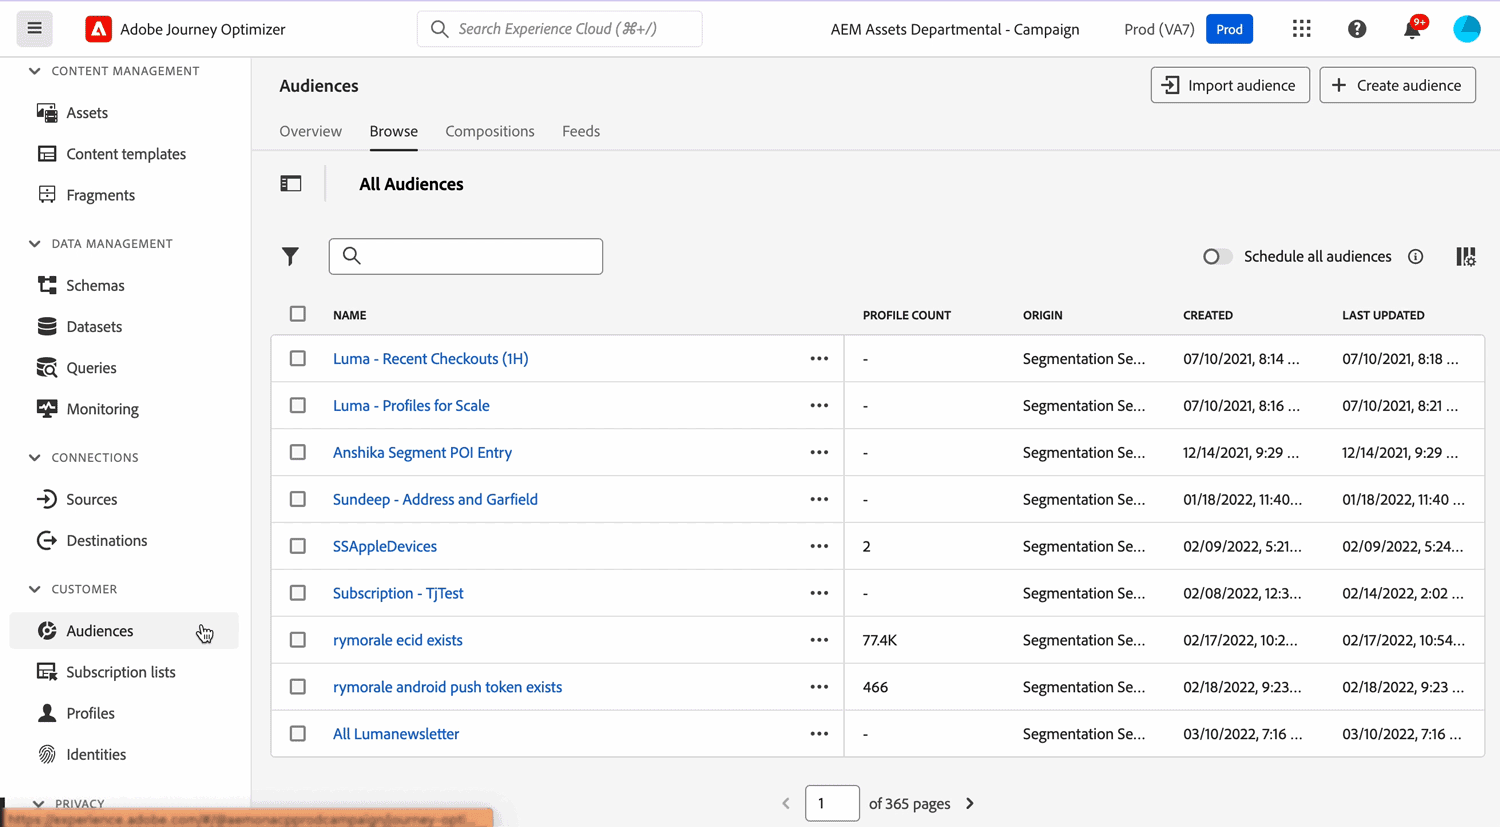 Adobe Journey Optimizer
Search Experience Cloud (⌘+/)
AEM Assets Departmental - Campaign
Prod (VA7)
Prod
9+
CONTENT MANAGEMENT
Assets
Content templates
Fragments
DATA MANAGEMENT
Schemas
Datasets
Queries
Monitoring
CONNECTIONS
Sources
Destinations
CUSTOMER
Audiences
Subscription lists
Profiles
Identities
PRIVACY
Audiences
Import audience
Create audience
Overview Browse Compositions Feeds
All Audiences
Schedule all audiences
NAME PROFILE COUNT ORIGIN CREATED LAST UPDATED
Luma - Recent Checkouts (1H) - Segmentation Se... 07/10/2021, 8:14 ... 07/10/2021, 8:18 ...
Luma - Profiles for Scale - Segmentation Se... 07/10/2021, 8:16 ... 07/10/2021, 8:21 ...
Anshika Segment POI Entry - Segmentation Se... 12/14/2021, 9:29 ... 12/14/2021, 9:29 ...
Sundeep - Address and Garfield - Segmentation Se... 01/18/2022, 11:40... 01/18/2022, 11:40 ...
SSAppleDevices 2 Segmentation Se... 02/09/2022, 5:21... 02/09/2022, 5:24...
Subscription - TjTest - Segmentation Se... 02/08/2022, 12:3... 02/14/2022, 2:02 ...
rymorale ecid exists 77.4K Segmentation Se... 02/17/2022, 10:2... 02/17/2022, 10:54...
rymorale android push token exists 466 Segmentation Se... 02/18/2022, 9:23... 02/18/2022, 9:23 ...
All Lumanewsletter - Segmentation Se... 03/10/2022, 7:16 ... 03/10/2022, 7:16 ...
1 of 365 pages